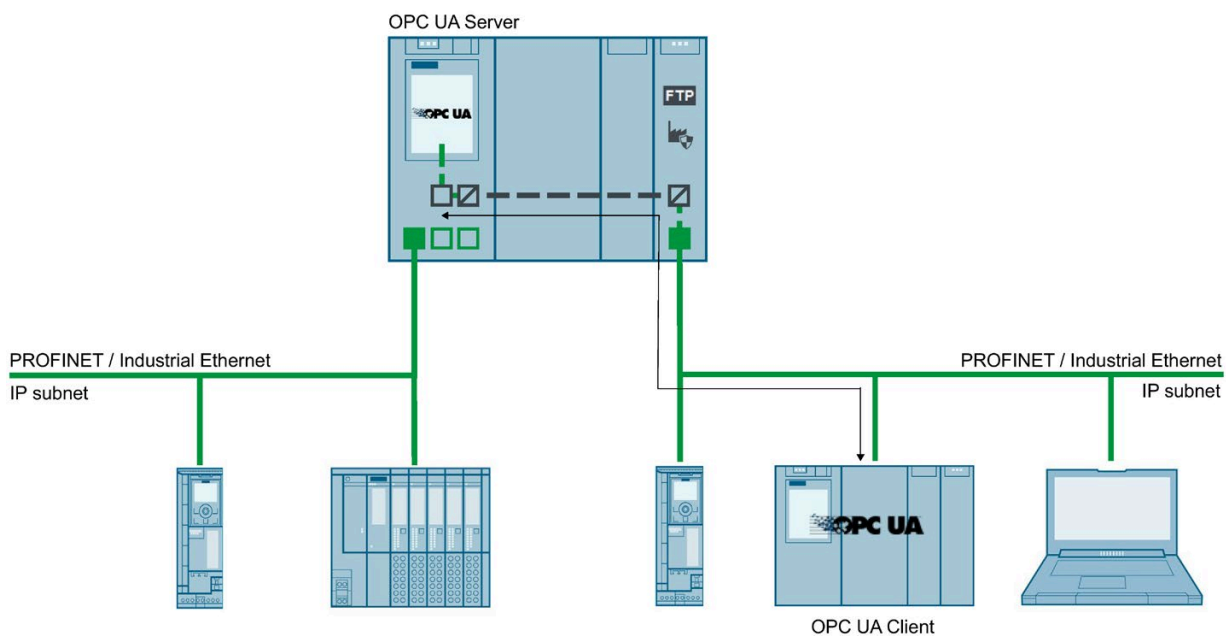 OPC UA Server
OPC UA
FTP
PROFINET / Industrial Ethernet
IP subnet
PROFINET / Industrial Ethernet
IP subnet
OPC UA
OPC UA Client